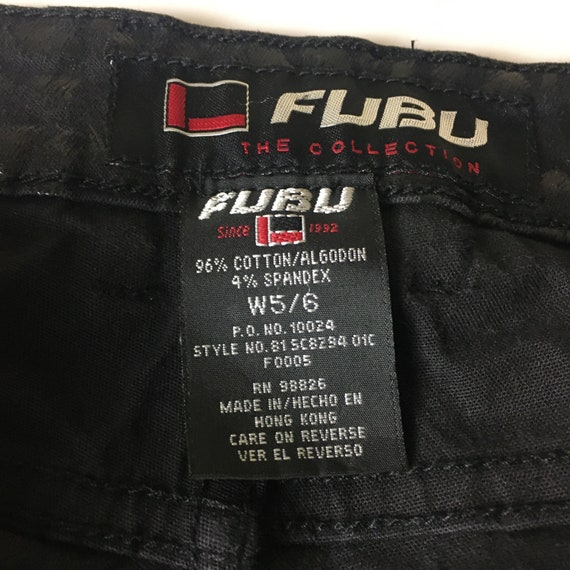 FUBU
THE COLLECTION
FUBU
Since 1992
96% COTTON/ALGODON
4% SPANDEX
W5/6
P.O. NO. 10024
STYLE NO. 81SC8294 01C
F0005
RN 98826
MADE IN/HECHO EN
HONG KONG
CARE ON REVERSE
VER EL REVERSO